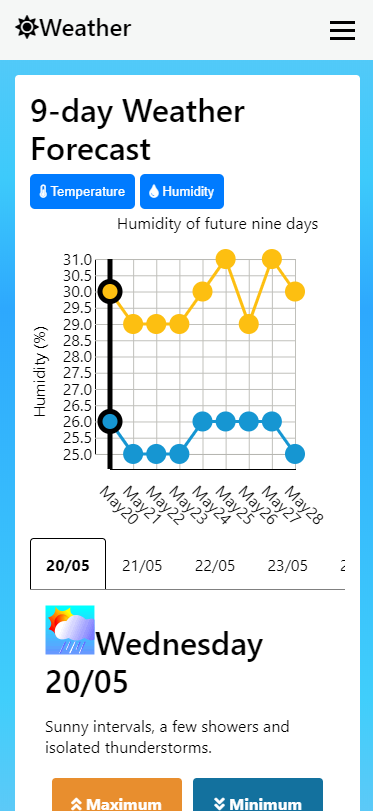 Weather
9-day Weather
Forecast
Temperature
Humidity
Humidity of future nine days
Humidity (%)
31.0
30.5
30.0
29.5
29.0
28.5
28.0
27.5
27.0
26.5
26.0
25.5
25.0
May20
May21
May22
May23
May24
May25
May26
May27
May28
20/05
21/05
22/05
23/05
2
Wednesday
20/05
Sunny intervals, a few showers and
isolated thunderstorms.
Maximum
Minimum